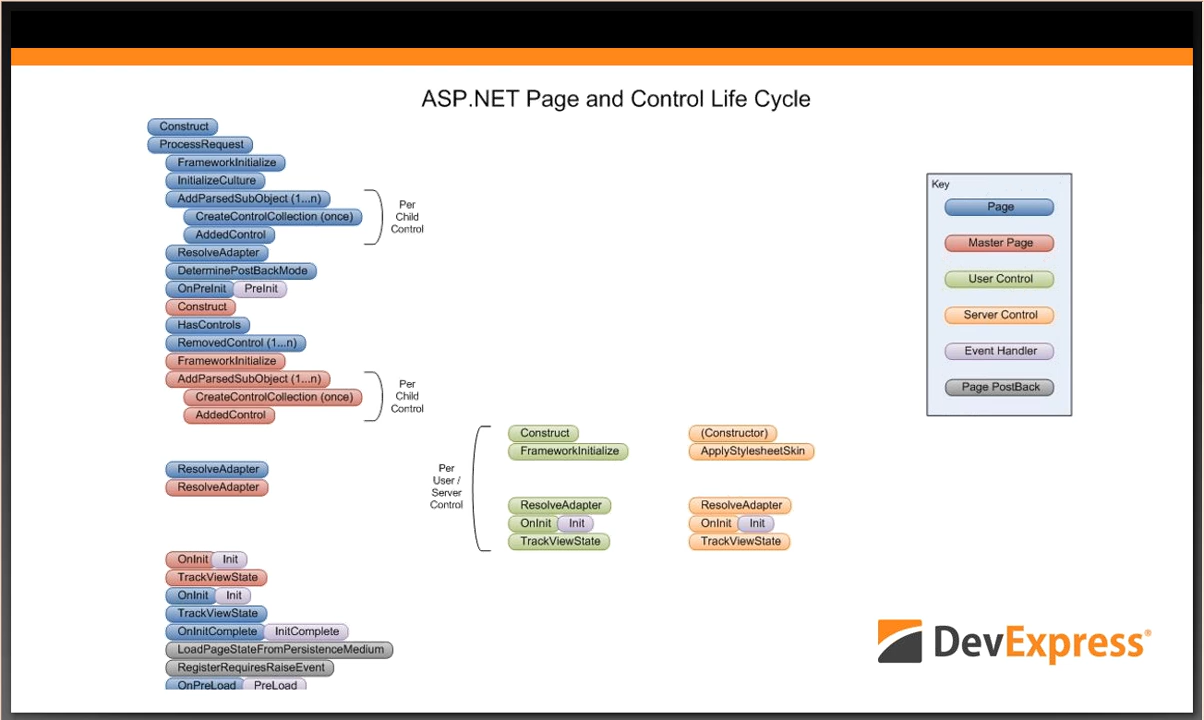 ASP.NET Page and Control Life Cycle
Construct
ProcessRequest
FrameworkInitialize
InitializeCulture
AddParsedSubObject (1...n)
CreateControlCollection (once)
AddedControl
Per
Child
Control
ResolveAdapter
DeterminePostBackMode
OnPreInit PreInit
Construct
HasControls
RemovedControl (1...n)
FrameworkInitialize
AddParsedSubObject (1...n)
CreateControlCollection (once)
AddedControl
Per
Child
Control
ResolveAdapter
ResolveAdapter
Per
User /
Server
Control
Construct
FrameworkInitialize
ResolveAdapter
OnInit Init
TrackViewState
(Constructor)
ApplyStylesheetSkin
ResolveAdapter
OnInit Init
TrackViewState
OnInit Init
TrackViewState
OnInit Init
TrackViewState
OnInitComplete InitComplete
LoadPageStateFromPersistenceMedium
RegisterRequiresRaiseEvent
OnPreLoad PreLoad
Key
Page
Master Page
User Control
Server Control
Event Handler
Page PostBack
DevExpress®